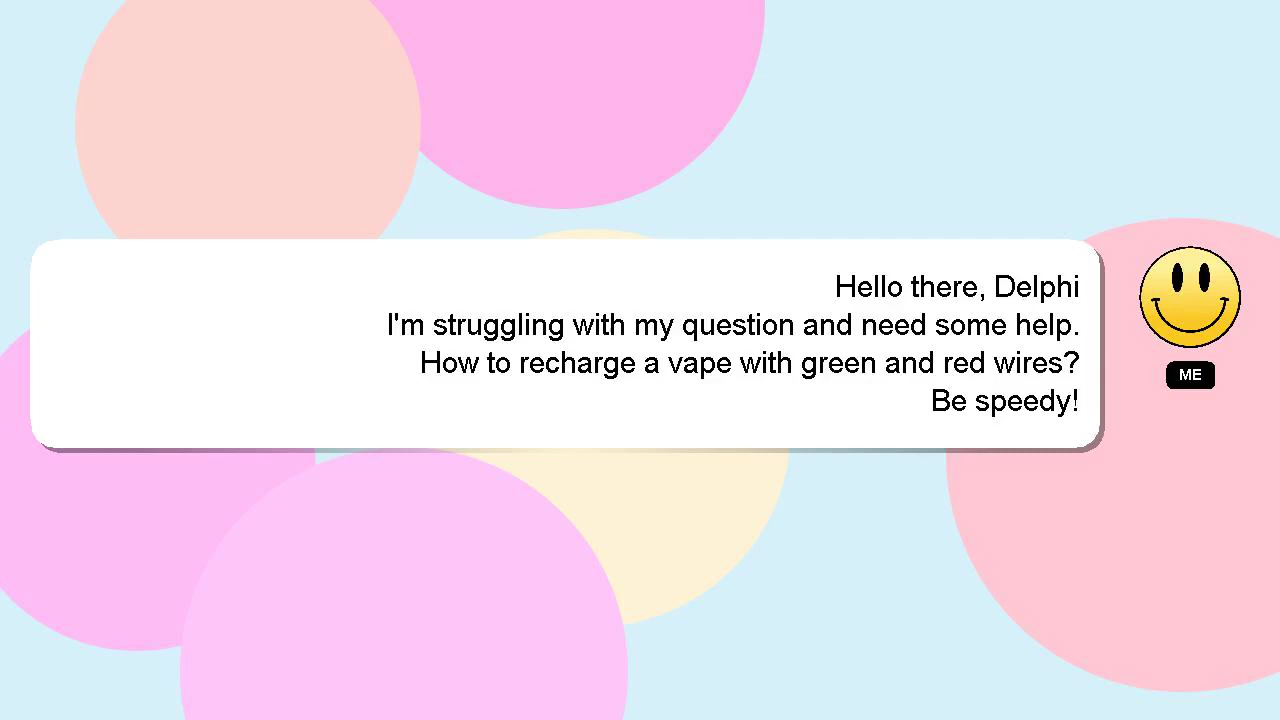 Hello there, Delphi
I'm struggling with my question and need some help.
How to recharge a vape with green and red wires?
Be speedy!
ME